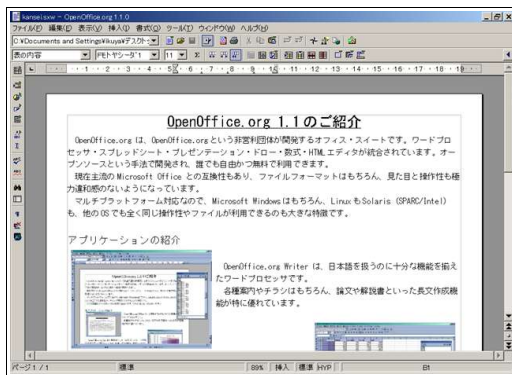 kansei.sxw - OpenOffice.org 1.1.0
ファイル(F) 編集(E) 表示(V) 挿入(I) 書式(O) ツール(T) ウィンドウ(W) ヘルプ(H)
C:¥Documents and Settings¥ikuya¥デスクト
表の内容 11
OpenOffice.org 1.1 のご紹介
OpenOffice.org は、OpenOffice.org という非営利団体が開発するオフィス・スイートです。ワードプロ
セッサ・スプレッドシート・プレゼンテーション・ドロー・数式・HTML エディタが統合されています。オー
プンソースという手法で開発され、誰でも自由かつ無料で利用できます。
現在主流の Microsoft Office との互換性もあり、ファイルフォーマットはもちろん、見た目と操作性も極
力違和感のないようになっています。
マルチプラットフォーム対応なので、Microsoft Windows はもちろん、Linux も Solaris (SPARC/Intel)
も、他の OS でも全く同じ操作性やファイルが利用できるのも大きな特徴です。
アプリケーションの紹介
OpenOffice.org Writer は、日本語を扱うのに十分な機能を揃え
たワードプロセッサです。
各種案内やチラシはもちろん、論文や解説書といった長文作成機
能が特に優れています。
ページ 1 / 1 標準 89% 挿入 標準 HYP B1